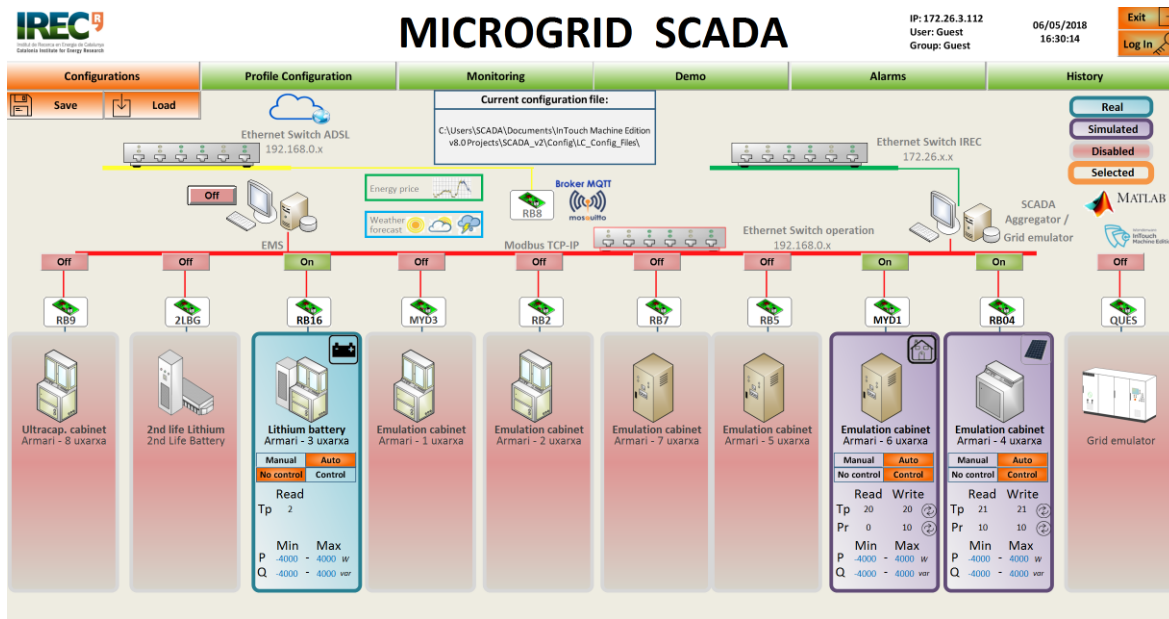 IREC
Institut de Recerca en Energia de Catalunya
Catalonia Institute for Energy Research
MICROGRID SCADA
IP: 172.26.3.112
User: Guest
Group: Guest
06/05/2018
16:30:14
Exit
Log In
Configurations
Profile Configuration
Monitoring
Demo
Alarms
History
Save
Load
Current configuration file:
C:\Users\SCADA\Documents\InTouch Machine Edition
v8.0 Projects\SCADA_v2\Config\LC_Config_Files\
Real
Simulated
Disabled
Selected
Ethernet Switch ADSL
192.168.0.x
Ethernet Switch IREC
172.26.x.x
Off
EMS
Energy price
Weather
forecast
RB8
Broker MQTT
mosquitto
Modbus TCP-IP
Ethernet Switch operation
192.168.0.x
SCADA
Aggregator /
Grid emulator
MATLAB
InTouch
Machine Edition
Off Off On Off Off Off Off On On Off
RB9 2LBG RB16 MYD3 RB2 RB7 RB5 MYD1 RB04 QUES
Ultracap. cabinet
Armari - 8 uxarxa
2nd life Lithium
2nd Life Battery
Lithium battery
Armari - 3 uxarxa
Manual Auto
No control Control
Read
Tp 2
Min Max
P -4000 - 4000 W
Q -4000 - 4000 var
Emulation cabinet
Armari - 1 uxarxa
Emulation cabinet
Armari - 2 uxarxa
Emulation cabinet
Armari - 7 uxarxa
Emulation cabinet
Armari - 5 uxarxa
Emulation cabinet
Armari - 6 uxarxa
Manual Auto
No control Control
Read Write
Tp 20 20
Pr 0 10
Min Max
P -4000 - 4000 W
Q -4000 - 4000 var
Emulation cabinet
Armari - 4 uxarxa
Manual Auto
No control Control
Read Write
Tp 21 21
Pr 10 10
Min Max
P -4000 - 4000 W
Q -4000 - 4000 var
Grid emulator